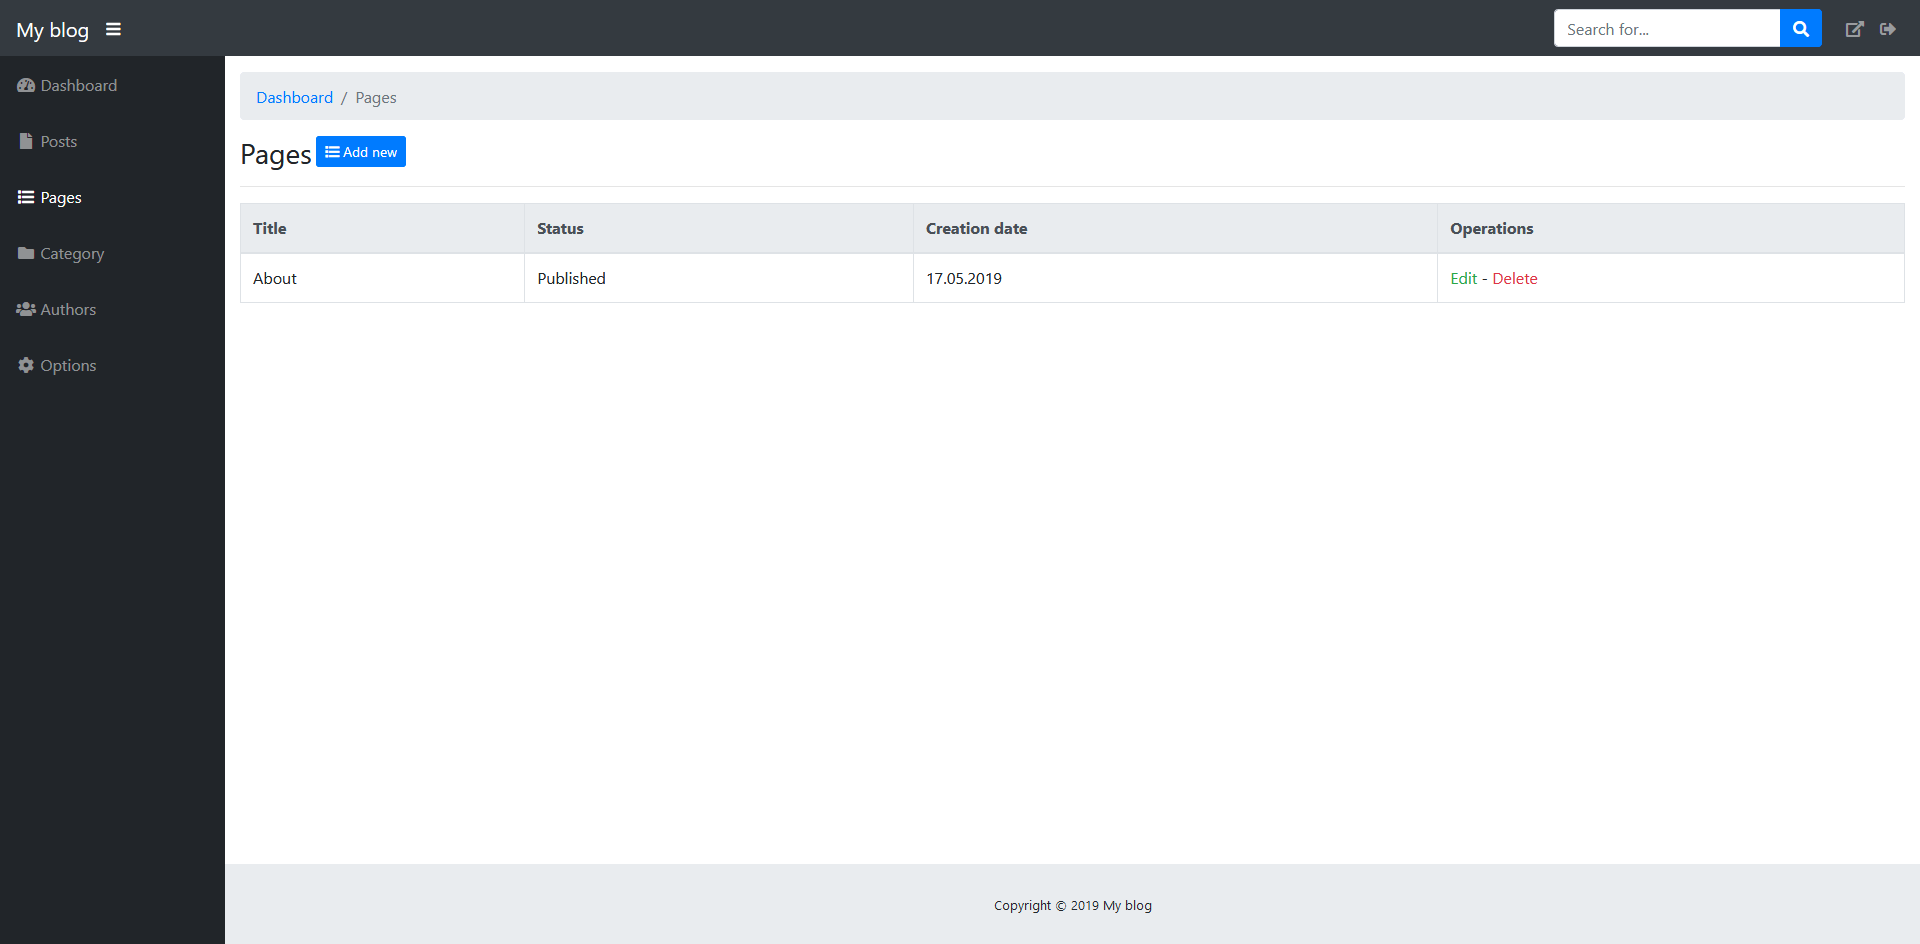 My blog
Search for...
Dashboard
Posts
Pages
Category
Authors
Options
Dashboard / Pages
Pages Add new
Title Status Creation date Operations
About Published 17.05.2019 Edit - Delete
Copyright © 2019 My blog